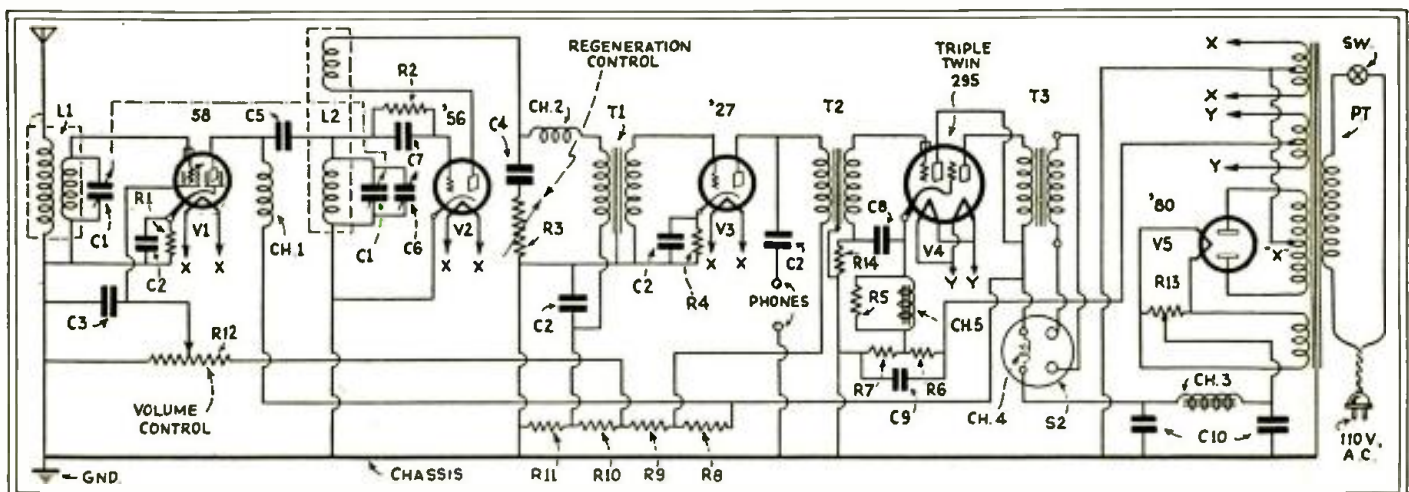 L1
C1
R1
58
V1
X X
C2
C3
R12
VOLUME
CONTROL
GND.
CHASSIS
C5
CH.1
L2
R2
'56
C7
C1
C6
V2
X X
REGENERATION
CONTROL
C4
CH.2
R3
T1
C2
'27
V3
X X
C2
R4
C2
PHONES
R11
R10
R9
R8
T2
TRIPLE
TWIN
295
C8
V4
Y Y
R14
R5
CH.5
R7
R6
C9
T3
CH.4
S2
X
X
Y
Y
'80
V5
"X"
R13
CH.3
C10
SW.
PT
110 V.
A.C.